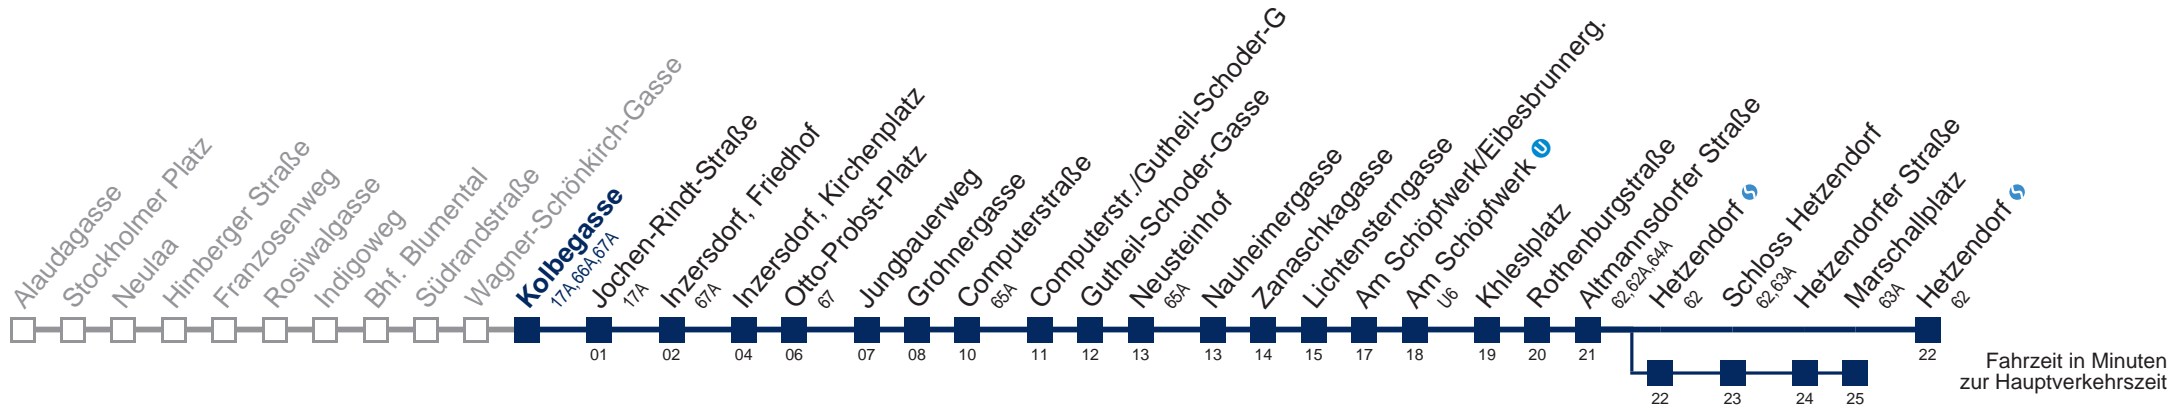 Alaudagasse
Stockholmer Platz
Neulaa
Himberger Straße
Franzosenweg
Rosiwalgasse
Indigoweg
Bhf. Blumental
Südrandstraße
Wagner-Schönkirch-Gasse
Kolbegasse
17A,66A,67A
Jochen-Rindt-Straße
17A
Inzersdorf, Friedhof
67A
Inzersdorf, Kirchenplatz
Otto-Probst-Platz
67
Jungbauerweg
Grohnergasse
Computerstraße
65A
Computerstr./Gutheil-Schoder-G
Gutheil-Schoder-Gasse
Neusteinhof
65A
Nauheimergasse
Zanaschkagasse
Lichtensterngasse
Am Schöpfwerk/Eibesbrunnerg.
Am Schöpfwerk U
U6
Khleslplatz
Rothenburgstraße
Altmannsdorfer Straße
62,62A,64A
Hetzendorf
62
Schloss Hetzendorf
62,63A
Hetzendorfer Straße
Marschallplatz
63A
Hetzendorf
62
01 02 04 06 07 08 10 11 12 13 13 14 15 17 18 19 20 21 22
22 23 24 25
Fahrzeit in Minuten
zur Hauptverkehrszeit